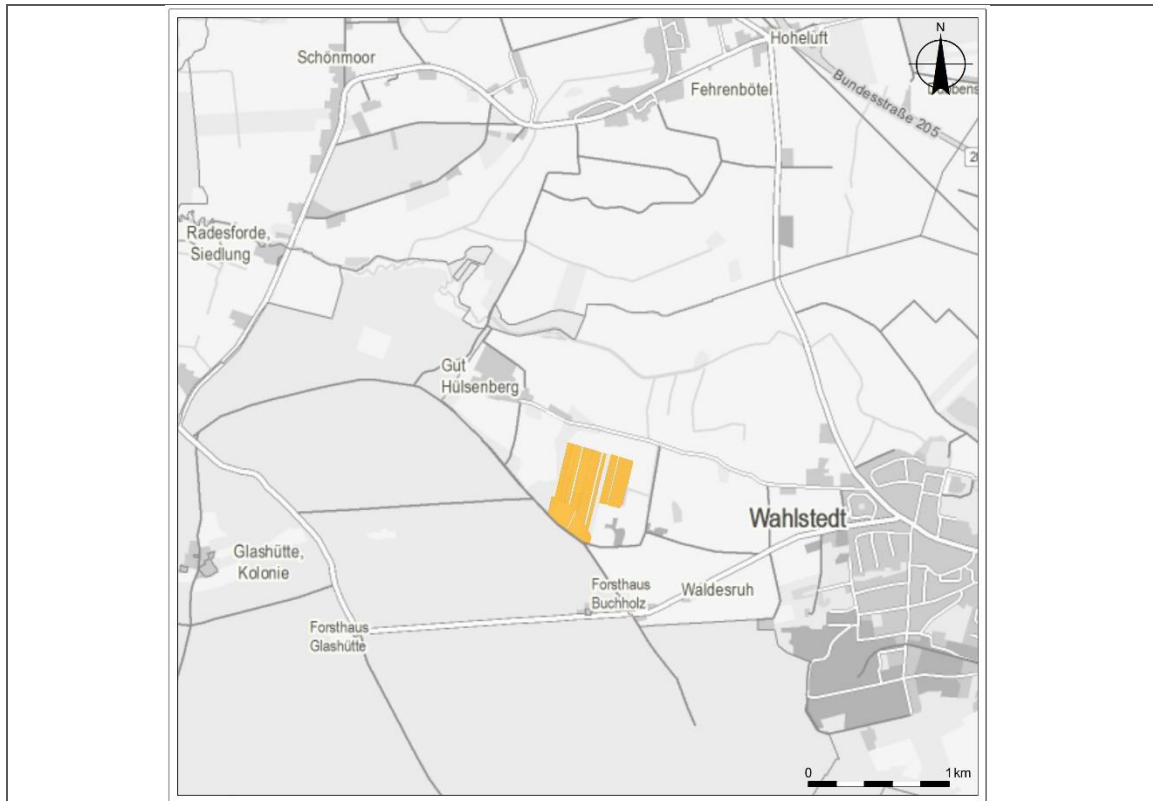 N
Hohelüft
Schönmoor
Fehrenbötel
Bundesstraße 205
Radesforde,
Siedlung
Gut
Hülsenberg
Wahlstedt
Glashütte,
Kolonie
Forsthaus
Buchholz
Waldesruh
Forsthaus
Glashütte
0
1 km